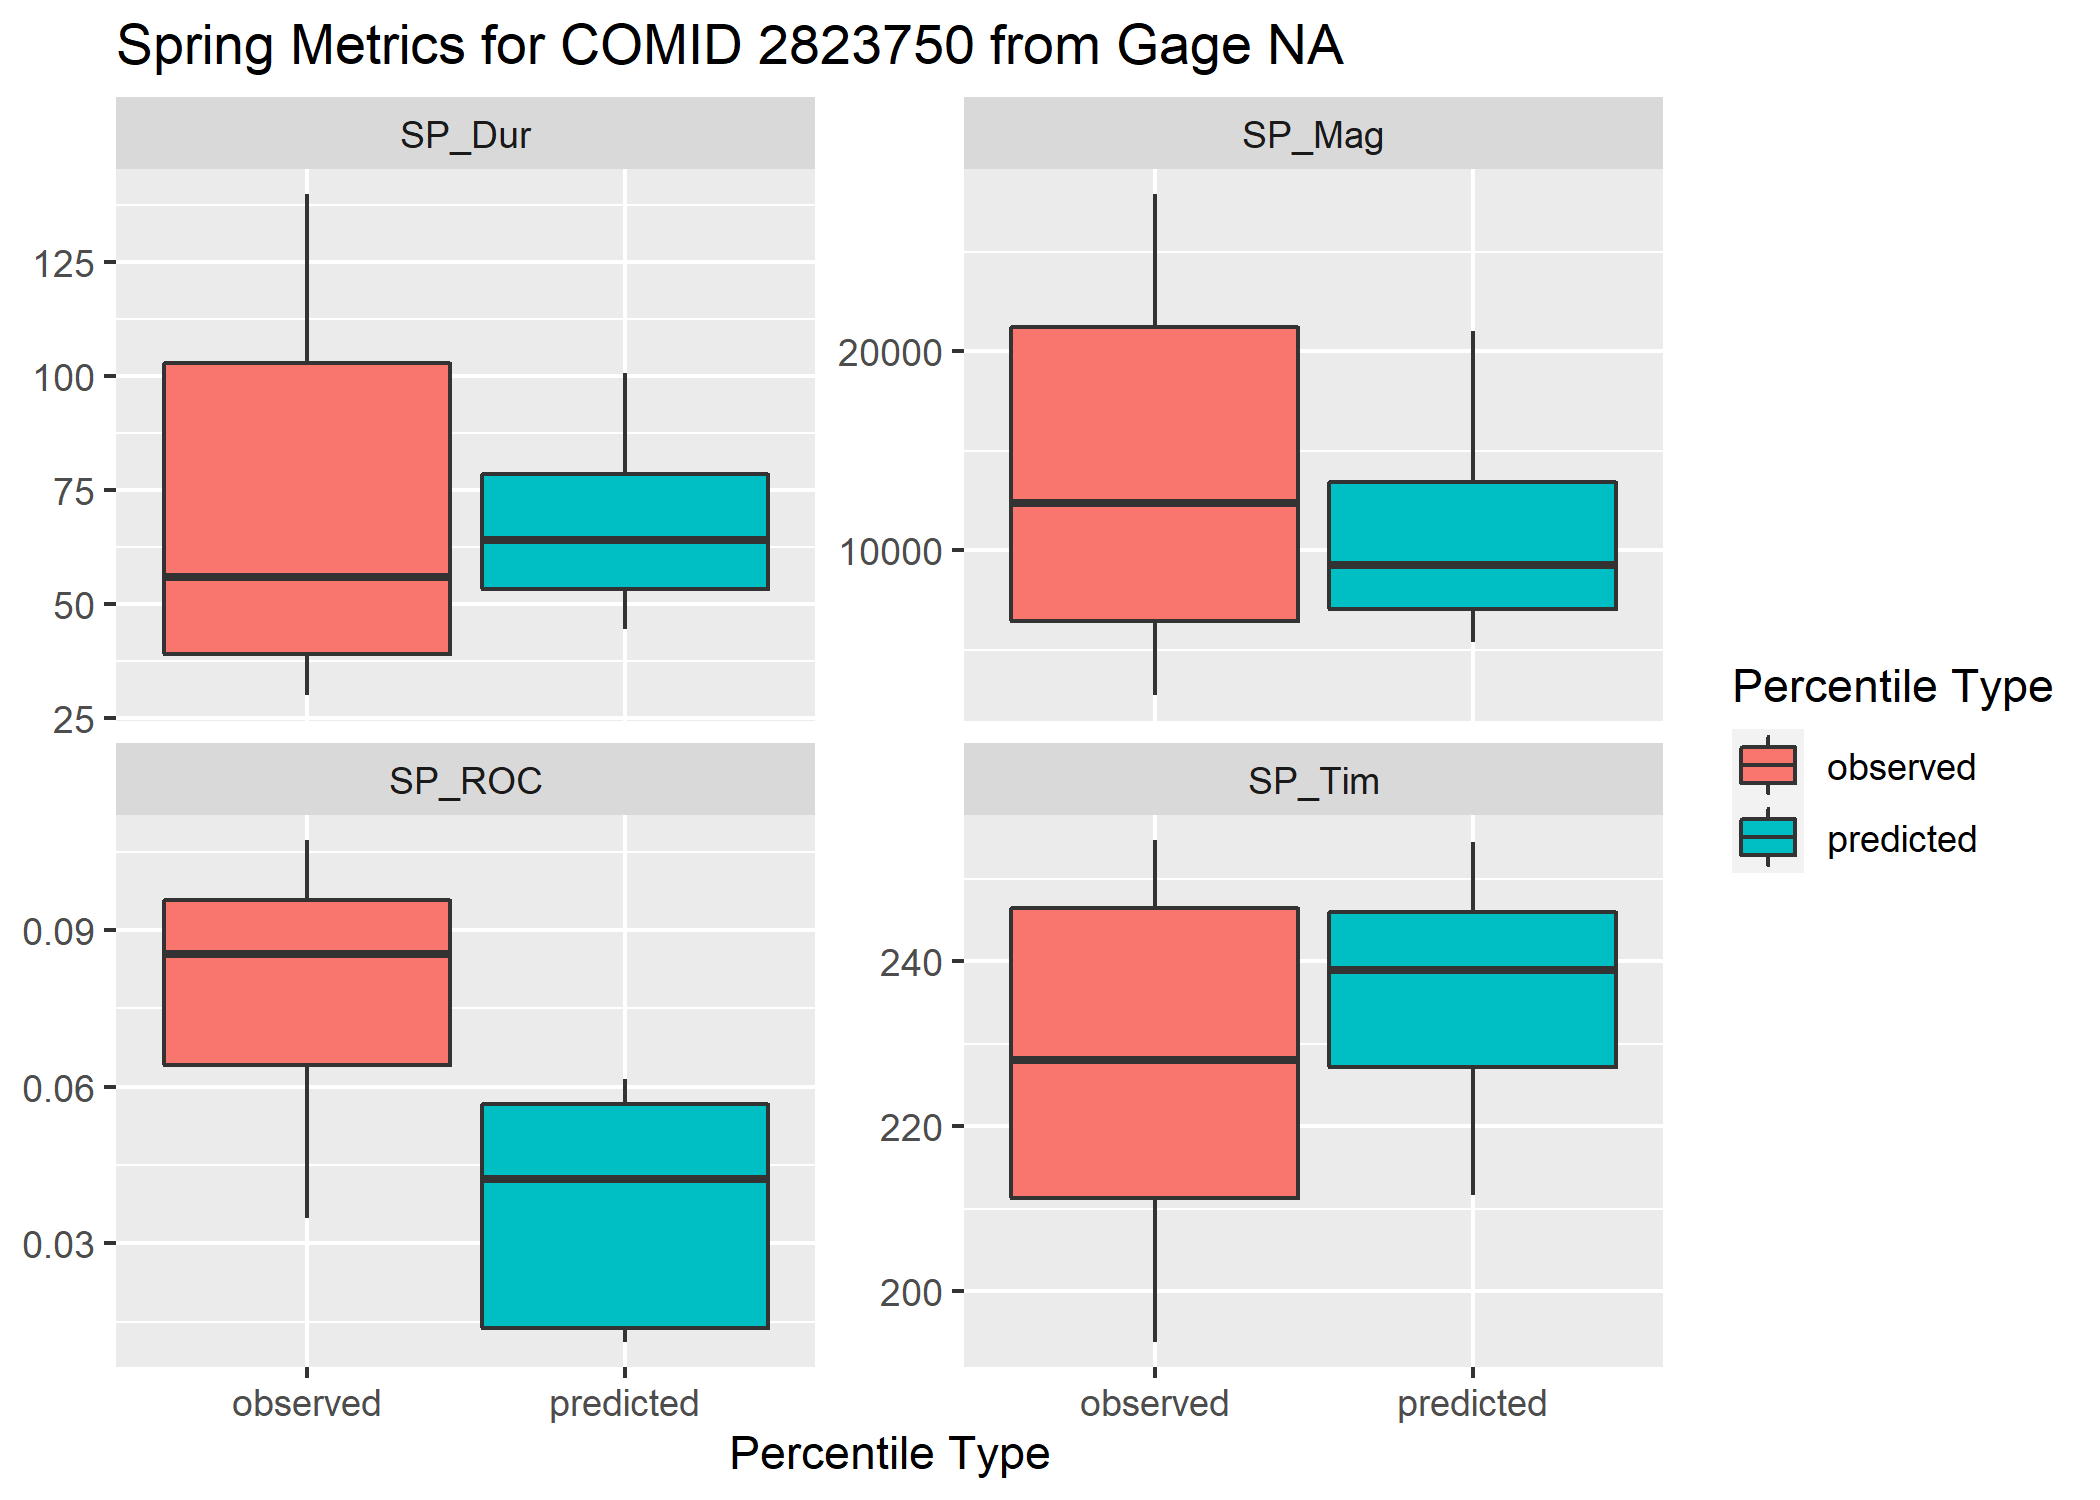 Spring Metrics for COMID 2823750 from Gage NA
SP_Dur
SP_Mag
125
100
75
50
25
20000
10000
SP_ROC
SP_Tim
0.09
0.06
0.03
240
220
200
observed
predicted
observed
predicted
Percentile Type
Percentile Type
observed
predicted